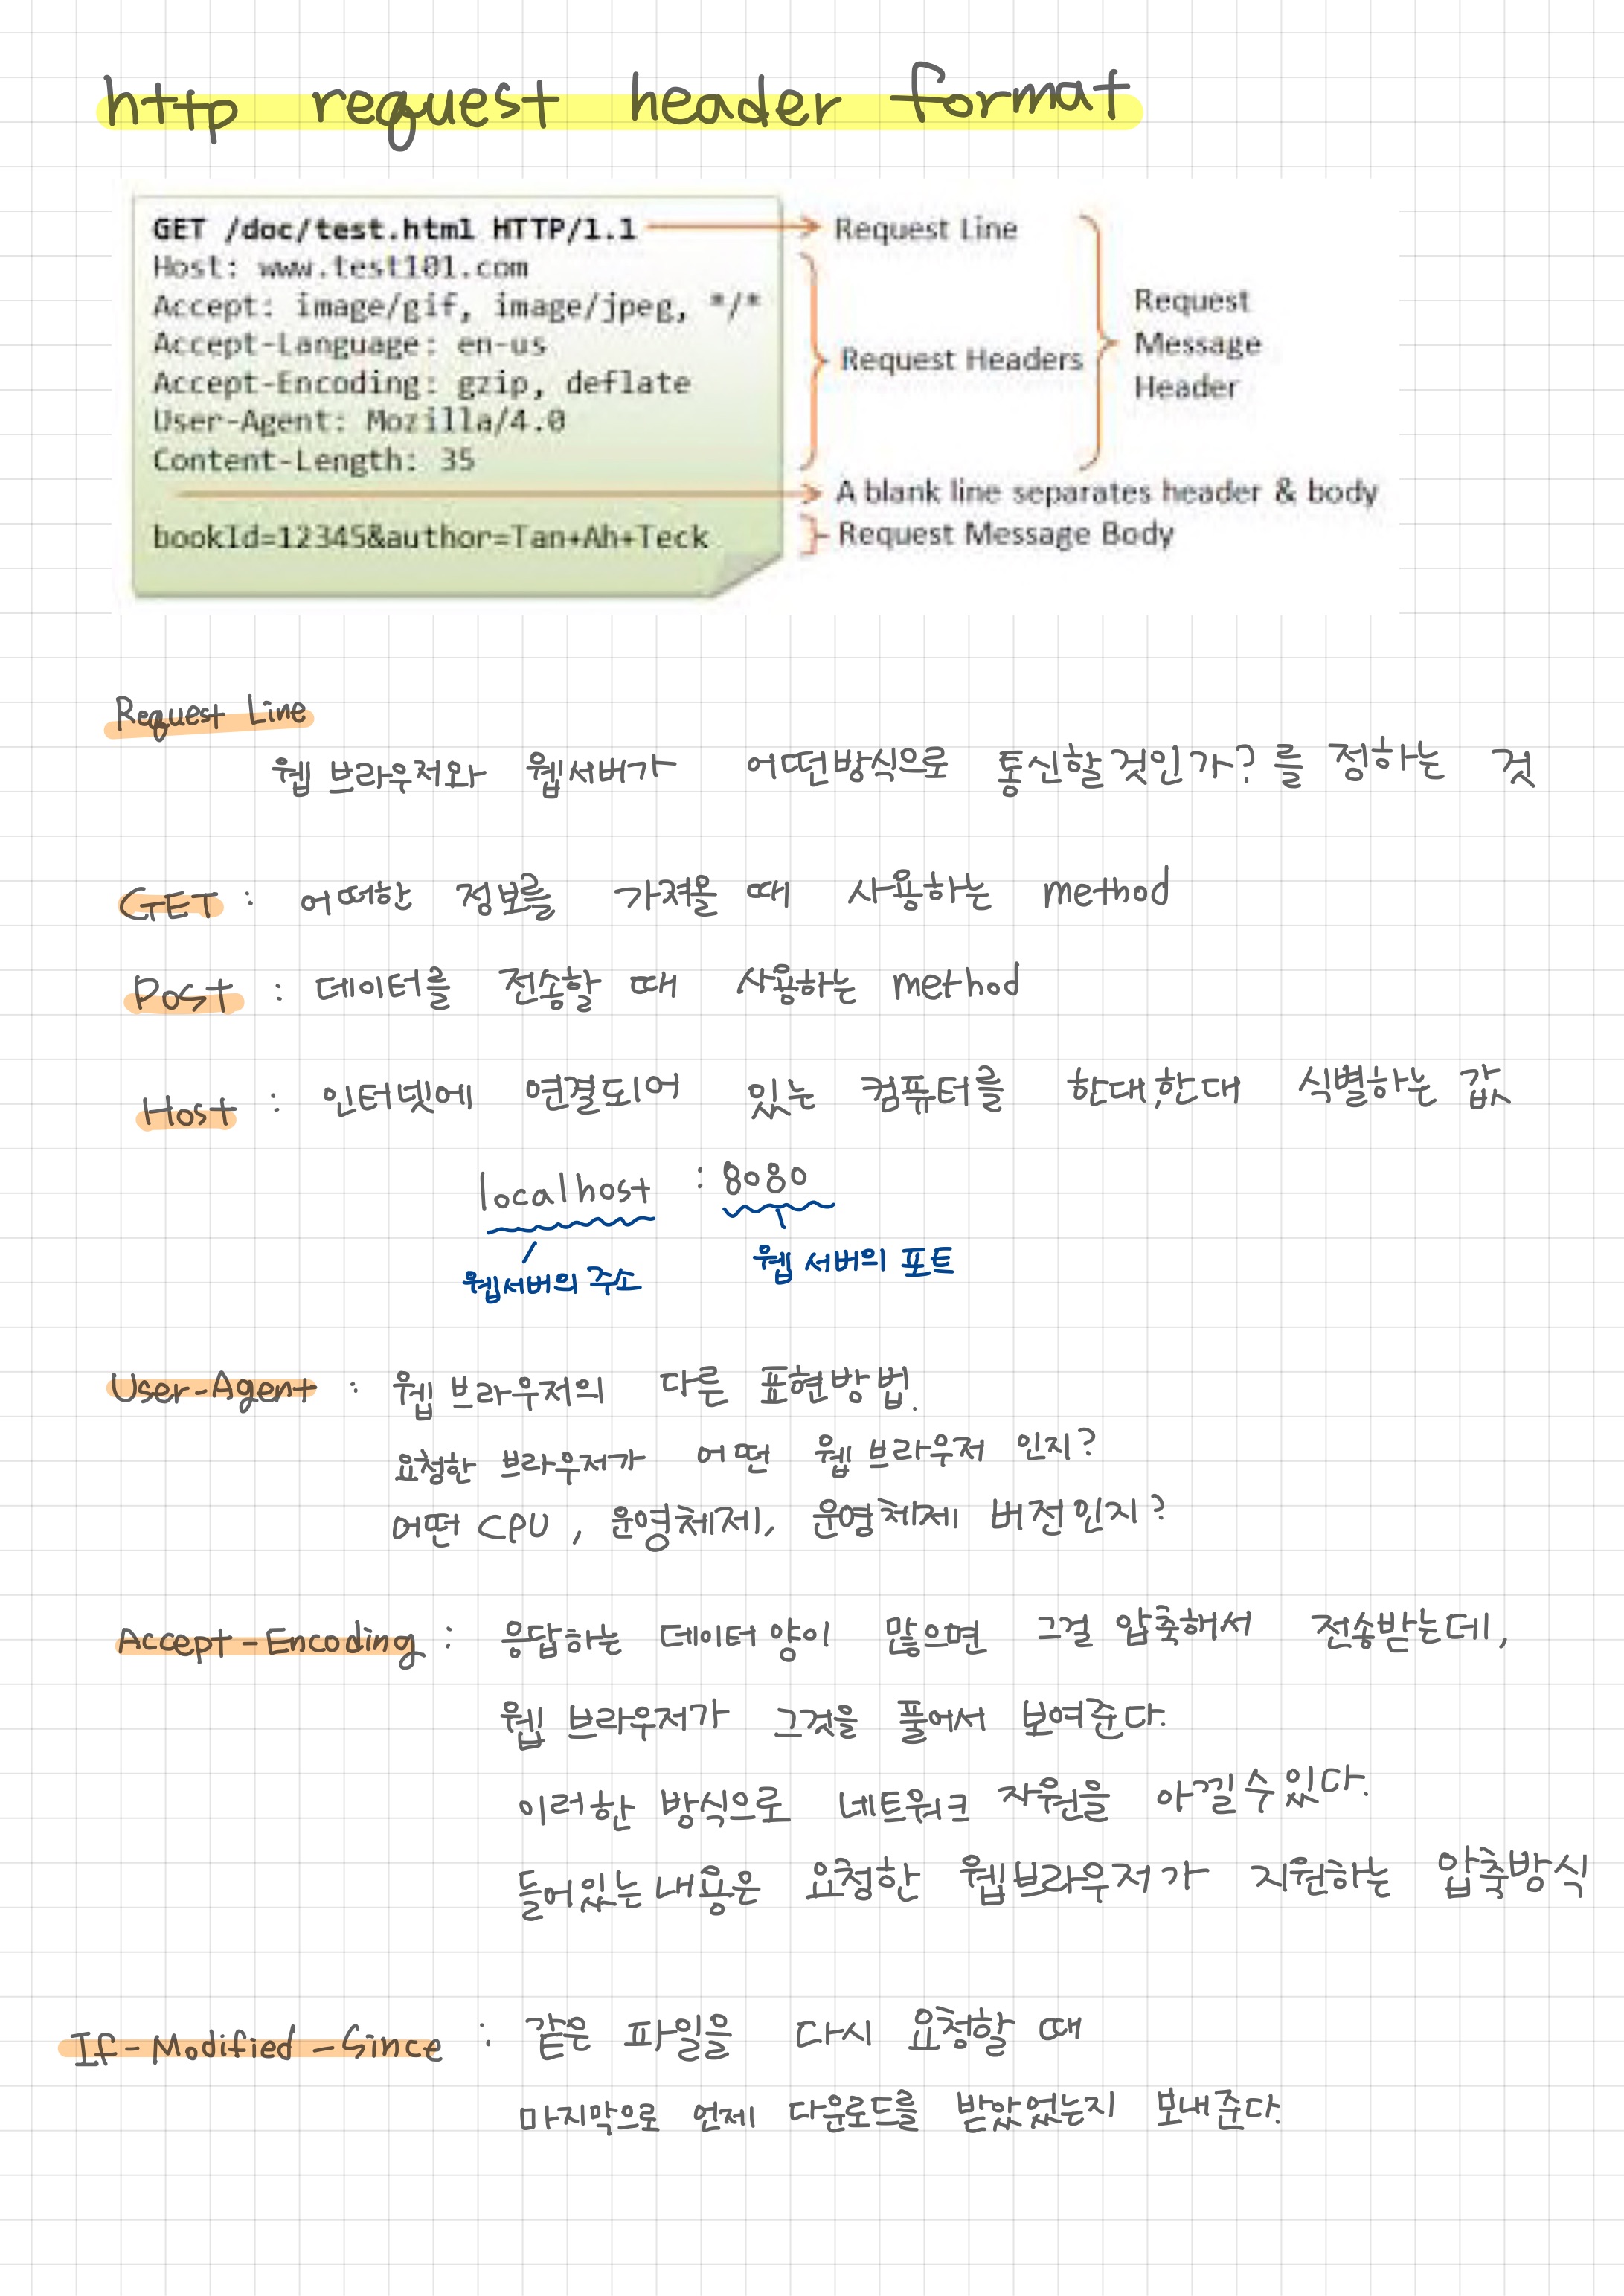 http request header format
GET /doc/test.html HTTP/1.1
Request Line
Host: www.test101.com
Accept: image/gif, image/jpeg, */*
Accept-Language: en-us
Accept-Encoding: gzip, deflate
User-Agent: Mozilla/4.0
Content-Length: 35
Request Headers
Request
Message
Header
A blank line separates header & body
bookId=12345&author=Tan+Ah+Teck
Request Message Body
Request Line
웹 브라우저와 웹서버가 어떤방식으로 통신할것인가?를 정하는 것
GET : 어떠한 정보를 가져올 때 사용하는 method
Post : 데이터를 전송할 때 사용하는 method
Host : 인터넷에 연결되어 있는 컴퓨터를 한대,한대 식별하는 값
localhost : 8080
웹서버의 주소 웹 서버의 포트
User-Agent : 웹 브라우저의 다른 표현방법.
요청한 브라우저가 어떤 웹 브라우저 인지?
어떤 CPU, 운영체제, 운영체제 버전인지?
Accept-Encoding : 응답하는 데이터 양이 많으면 그걸 압축해서 전송받는데,
웹 브라우저가 그것을 풀어서 보여준다.
이러한 방식으로 네트워크 자원을 아낄수있다.
들어있는 내용은 요청한 웹브라우저가 지원하는 압축방식
If-Modified-Since : 같은 파일을 다시 요청할 때
마지막으로 언제 다운로드를 받았었는지 보내준다.